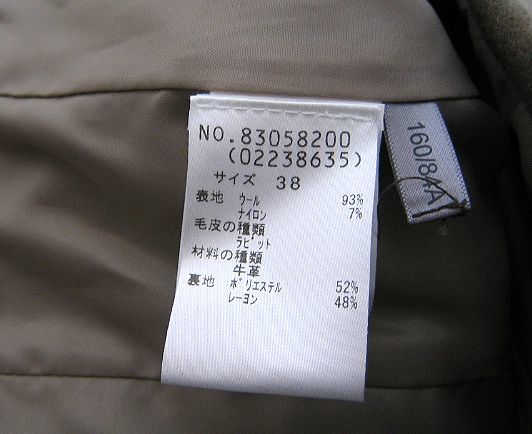 NO.83058200
(02238635)
サイズ 38
表地 ウール 93%
ナイロン 7%
毛皮の種類
ラビット
材料の種類
牛革
裏地 ポリエステル 52%
レーヨン 48%
160/84A